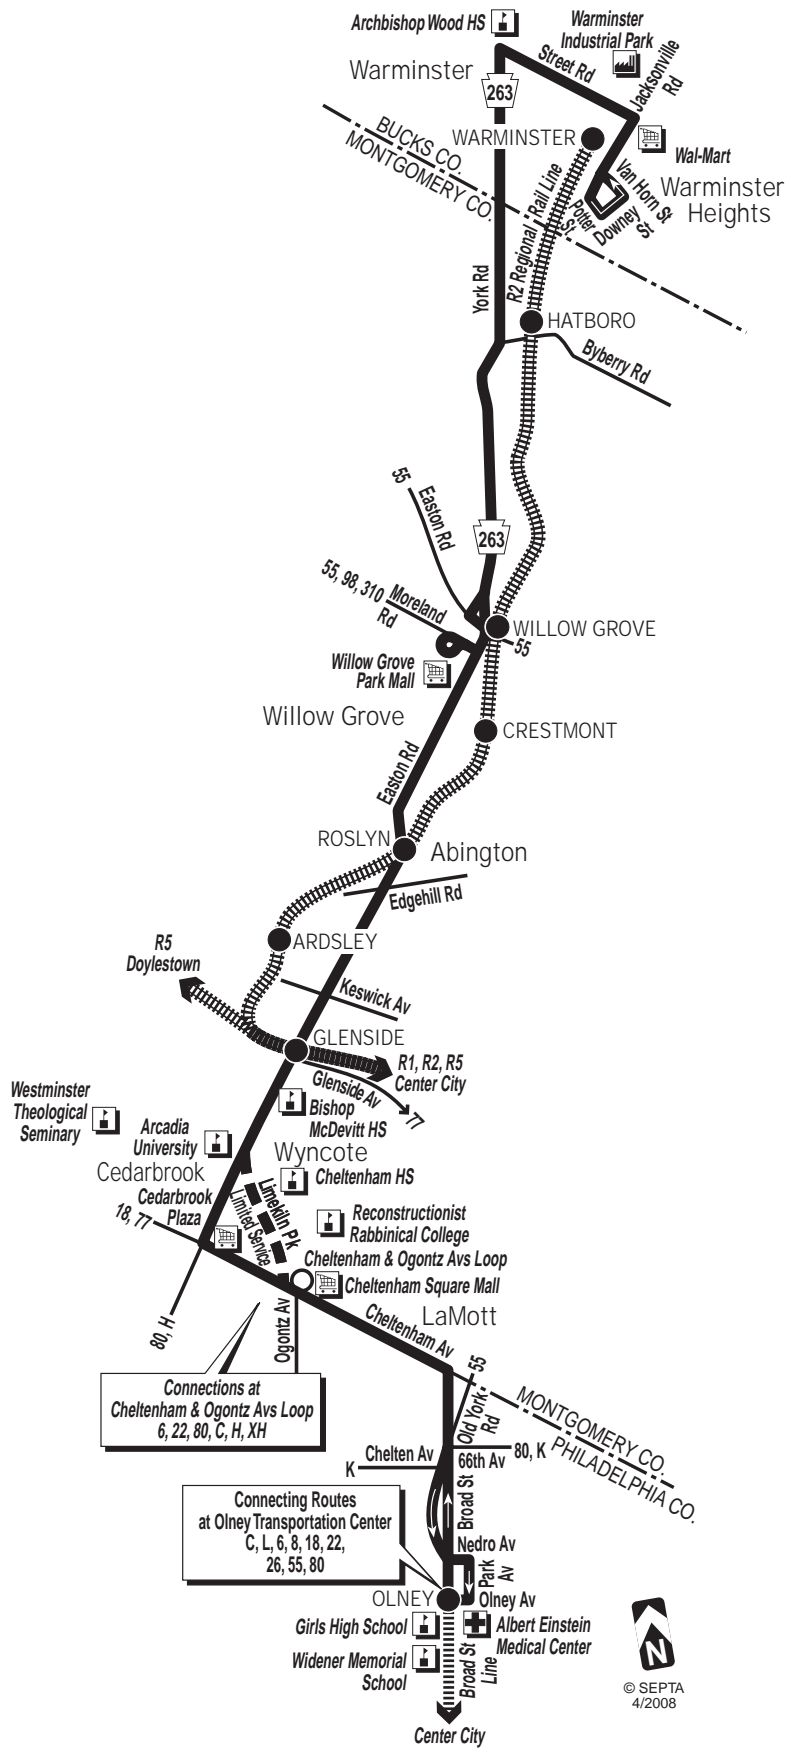 Archbishop Wood HS
Warminster
Industrial Park
Street Rd
Jacksonville
Rd
Warminster
263
WARMINSTER
Wal-Mart
BUCKS CO.
MONTGOMERY CO.
Van Horn St
Warminster
Heights
R2 Regional Rail Line
Potter
St
Downey
St
York Rd
HATBORO
Byberry Rd
55
Easton Rd
263
55, 98, 310
Moreland
Rd
WILLOW GROVE
55
Willow Grove
Park Mall
Willow Grove
CRESTMONT
Easton Rd
ROSLYN
Abington
Edgehill Rd
ARDSLEY
R5
Doylestown
Keswick Av
GLENSIDE
R1, R2, R5
Center City
Glenside Av
77
Westminster
Theological
Seminary
Bishop
McDevitt HS
Arcadia
University
Wyncote
Cedarbrook
Cheltenham HS
Cedarbrook
Plaza
Limekiln Pk
Limited Service
18, 77
Reconstructionist
Rabbinical College
Cheltenham & Ogontz Avs Loop
Cheltenham Square Mall
80, H
Ogontz Av
Cheltenham Av
LaMott
Connections at
Cheltenham & Ogontz Avs Loop
6, 22, 80, C, H, XH
55
Old York
Rd
MONTGOMERY CO.
PHILADELPHIA CO.
Chelten Av
K
66th Av
80, K
Broad St
Connecting Routes
at Olney Transportation Center
C, L, 6, 8, 18, 22,
26, 55, 80
Nedro Av
Park
Av
OLNEY
Olney Av
Girls High School
Albert Einstein
Medical Center
Widener Memorial
School
Broad St
Line
Center City
N
© SEPTA
4/2008